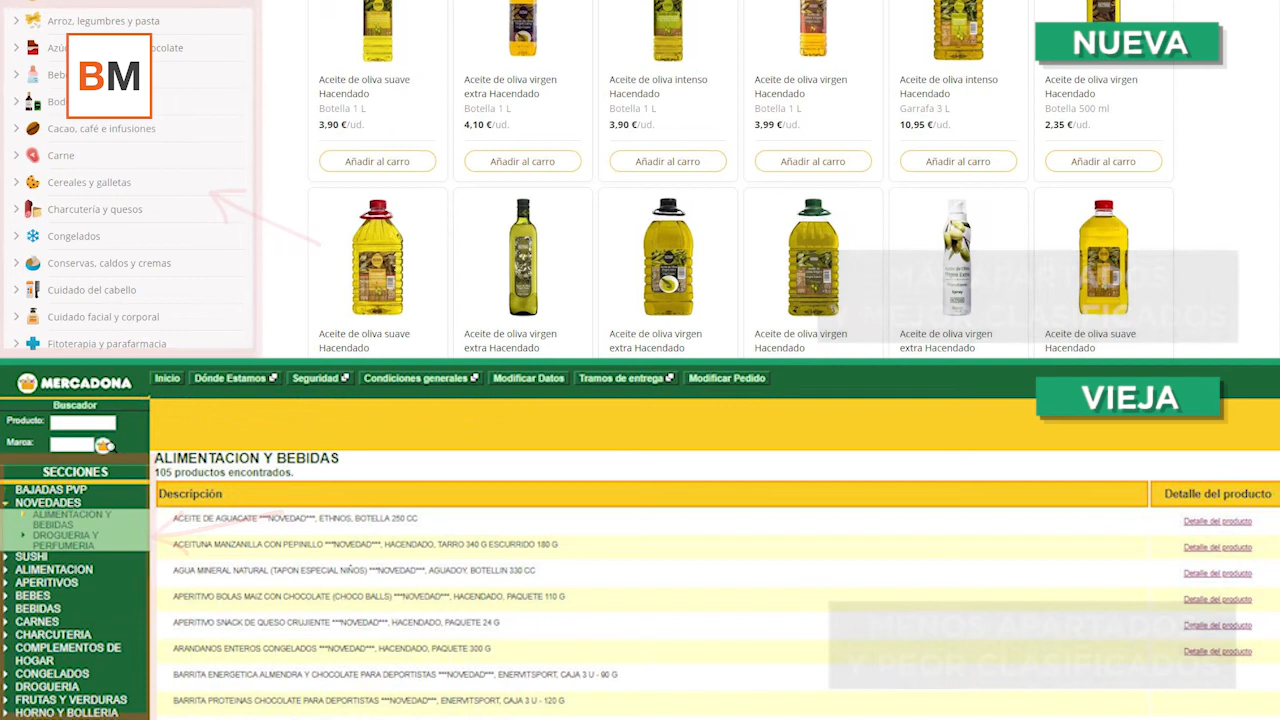 Arroz, legumbres y pasta
BM
Cacao, café e infusiones
Carne
Cereales y galletas
Charcutería y quesos
Congelados
Conservas, caldos y cremas
Cuidado del cabello
Cuidado facial y corporal
Fitoterapia y parafarmacia
NUEVA
Aceite de oliva suave
Hacendado
Botella 1 L
3,90 €/ud.
Añadir al carro
Aceite de oliva virgen
extra Hacendado
Botella 1 L
4,10 €/ud.
Añadir al carro
Aceite de oliva intenso
Hacendado
Botella 1 L
3,90 €/ud.
Añadir al carro
Aceite de oliva virgen
Hacendado
Botella 1 L
3,99 €/ud.
Añadir al carro
Aceite de oliva intenso
Hacendado
Garrafa 3 L
10,95 €/ud.
Añadir al carro
Aceite de oliva virgen
Hacendado
Botella 500 ml
2,35 €/ud.
Añadir al carro
Aceite de oliva suave
Hacendado
Aceite de oliva virgen
extra Hacendado
Aceite de oliva virgen
extra Hacendado
Aceite de oliva virgen
extra Hacendado
Aceite de oliva virgen
extra Hacendado
Aceite de oliva suave
Hacendado
MERCADONA
Inicio
Dónde Estamos
Seguridad
Condiciones generales
Modificar Datos
Tramos de entrega
Modificar Pedido
VIEJA
Buscador
Producto:
Marca:
SECCIONES
BAJADAS PVP
NOVEDADES
ALIMENTACION Y
BEBIDAS
DROGUERIA Y
PERFUMERIA
SUSHI
ALIMENTACION
APERITIVOS
BEBES
BEBIDAS
CARNES
CHARCUTERIA
COMPLEMENTOS DE
HOGAR
CONGELADOS
DROGUERIA
FRUTAS Y VERDURAS
HORNO Y BOLLERIA
ALIMENTACION Y BEBIDAS
105 productos encontrados.
Descripción
Detalle del producto
ACEITE DE AGUACATE ***NOVEDAD***, ETHNOS, BOTELLA 250 CC
Detalle del producto
ACEITUNA MANZANILLA CON PEPINILLO ***NOVEDAD***, HACENDADO, TARRO 340 G ESCURRIDO 180 G
Detalle del producto
AGUA MINERAL NATURAL (TAPON ESPECIAL NIÑOS) ***NOVEDAD***, AGUADOY, BOTELLIN 330 CC
Detalle del producto
APERITIVO BOLAS MAIZ CON CHOCOLATE (CHOCO BALLS) ***NOVEDAD***, HACENDADO, PAQUETE 110 G
Detalle del producto
APERITIVO SNACK DE QUESO CRUJIENTE ***NOVEDAD***, HACENDADO, PAQUETE 24 G
Detalle del producto
ARANDANOS ENTEROS CONGELADOS ***NOVEDAD***, HACENDADO, PAQUETE 300 G
Detalle del producto
BARRITA ENERGETICA ALMENDRA Y CHOCOLATE PARA DEPORTISTAS ***NOVEDAD***, ENERVITSPORT, CAJA 3 U - 90 G
BARRITA PROTEINAS CHOCOLATE PARA DEPORTISTAS ***NOVEDAD***, ENERVITSPORT, CAJA 3 U - 120 G